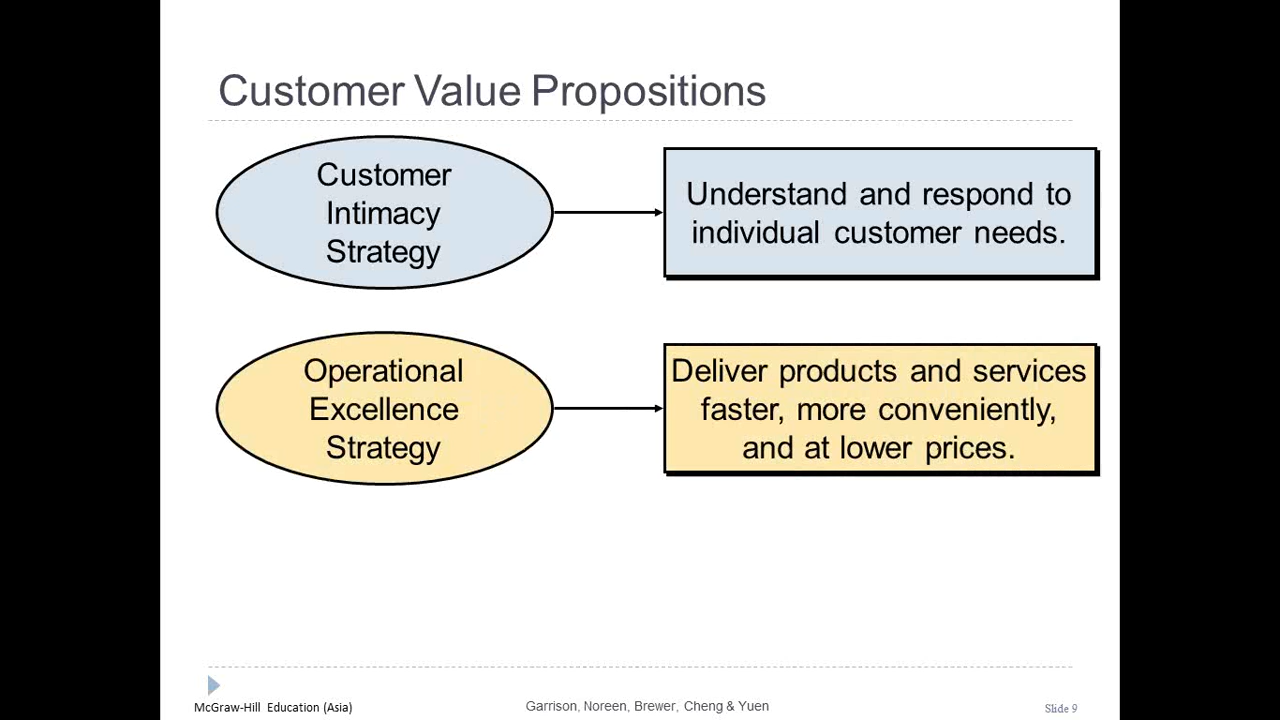 Customer Value Propositions
Customer
Intimacy
Strategy
Understand and respond to
individual customer needs.
Operational
Excellence
Strategy
Deliver products and services
faster, more conveniently,
and at lower prices.
McGraw-Hill Education (Asia)
Garrison, Noreen, Brewer, Cheng & Yuen
Slide 9